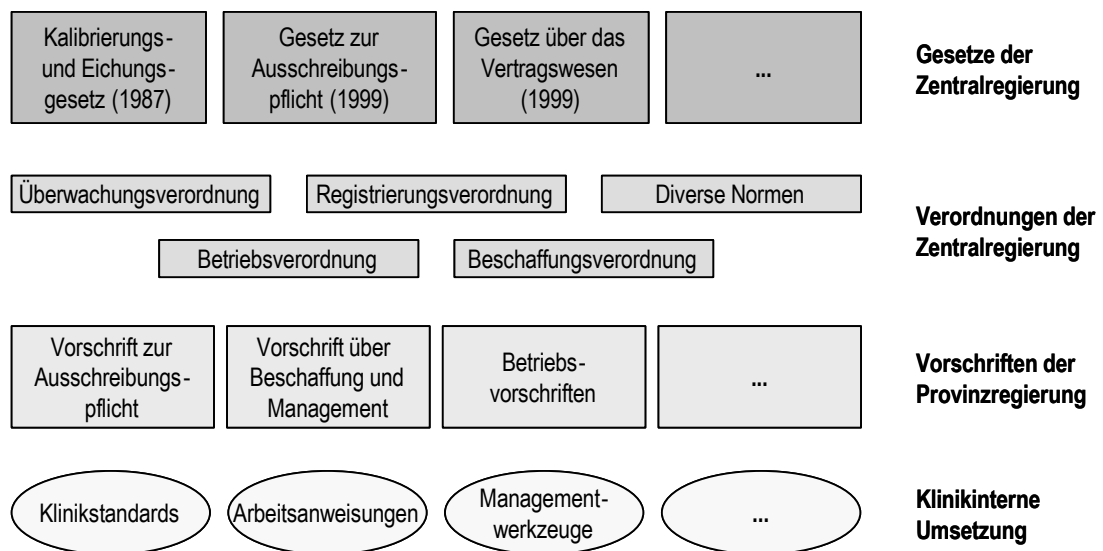 Kalibrierungs-
und Eichungs-
gesetz (1987)
Gesetz zur
Ausschreibungs-
pflicht (1999)
Gesetz über das
Vertragswesen
(1999)
...
Gesetze der
Zentralregierung
Überwachungsverordnung
Registrierungsverordnung
Diverse Normen
Betriebsverordnung
Beschaffungsverordnung
Verordnungen der
Zentralregierung
Vorschrift zur
Ausschreibungs-
pflicht
Vorschrift über
Beschaffung und
Management
Betriebs-
vorschriften
...
Vorschriften der
Provinzregierung
Klinikstandards
Arbeitsanweisungen
Management-
werkzeuge
...
Klinikinterne
Umsetzung